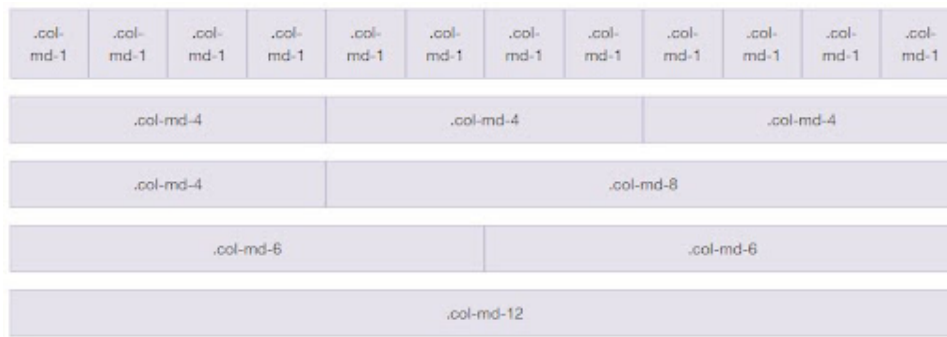 .col- .col- .col- .col- .col- .col- .col- .col- .col- .col- .col- .col-
md-1 md-1 md-1 md-1 md-1 md-1 md-1 md-1 md-1 md-1 md-1 md-1
.col-md-4 .col-md-4 .col-md-4
.col-md-4 .col-md-8
.col-md-6 .col-md-6
.col-md-12